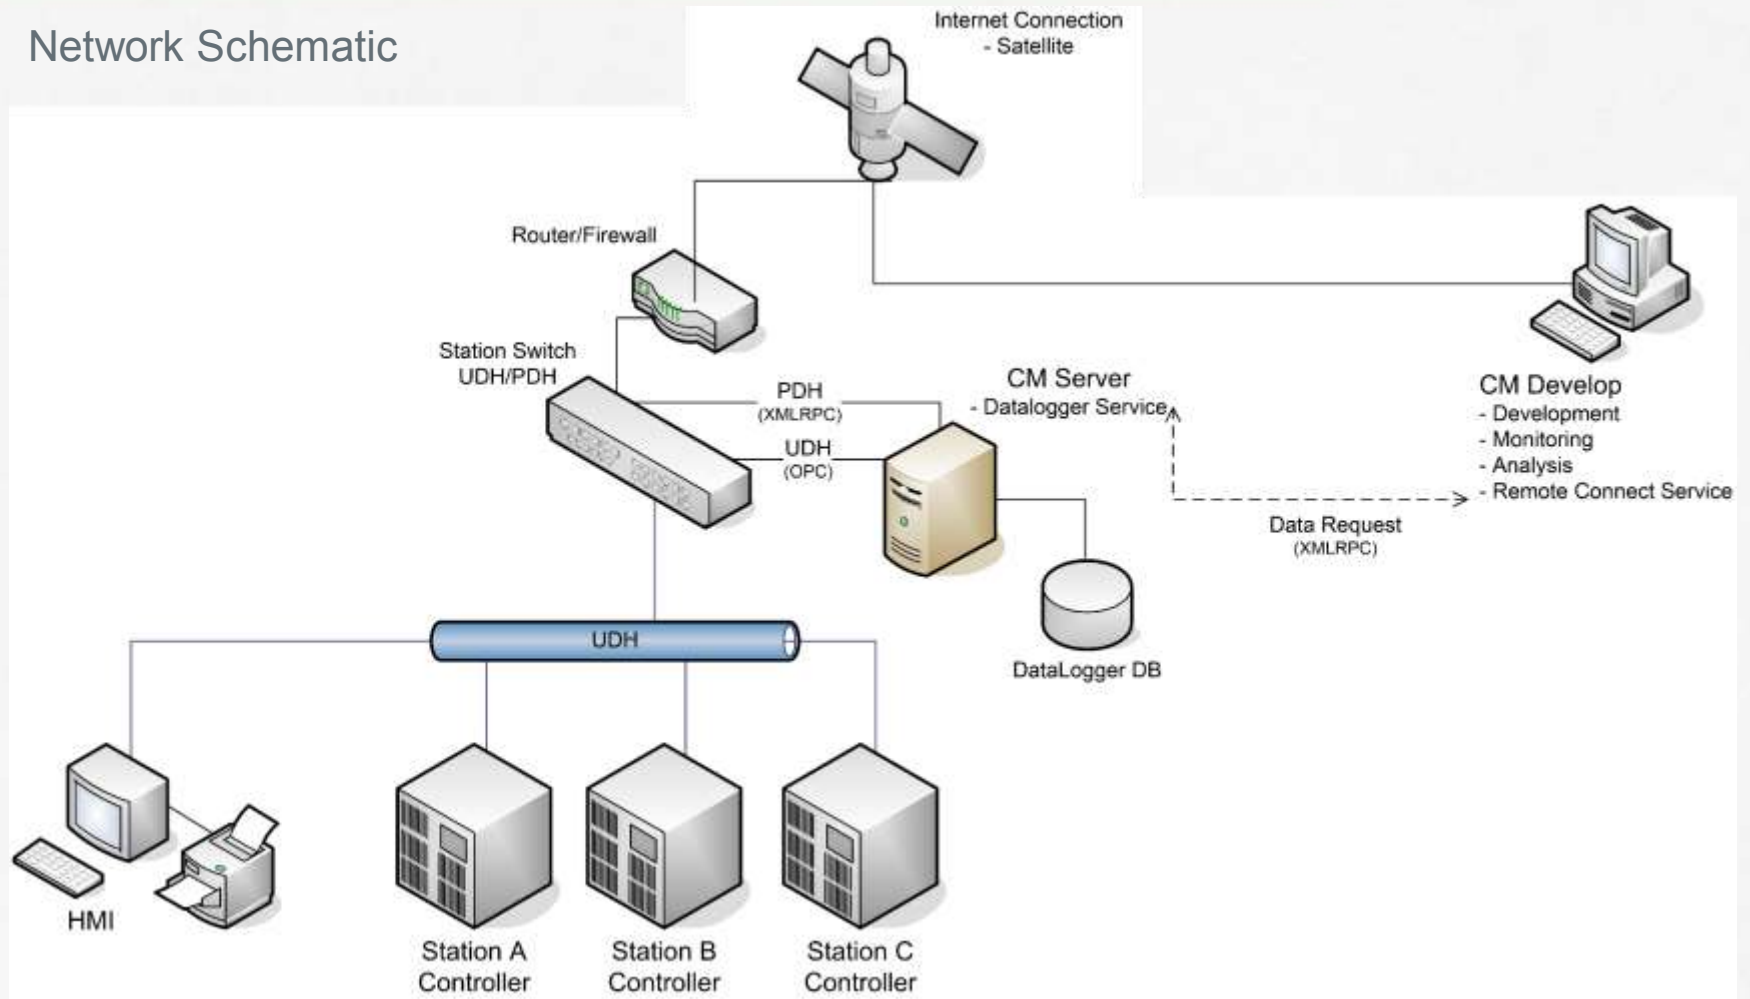 Network Schematic
Internet Connection
- Satellite
Router/Firewall
Station Switch
UDH/PDH
PDH
(XMLRPC)
UDH
(OPC)
CM Server
- Datalogger Service
CM Develop
- Development
- Monitoring
- Analysis
- Remote Connect Service
Data Request
(XMLRPC)
DataLogger DB
UDH
HMI
Station A
Controller
Station B
Controller
Station C
Controller